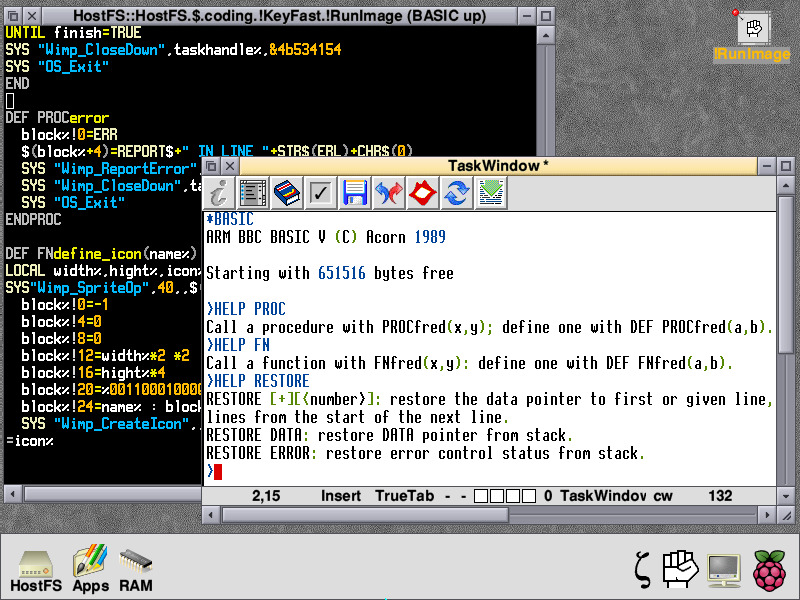 HostFS::HostFS.$.coding.!KeyFast.!RunImage (BASIC up)
UNTIL finish=TRUE
SYS "Wimp_CloseDown",taskhandle%,&4b534154
SYS "OS_Exit"
END
DEF PROCerror
block%!0=ERR
$(block%+4)=REPORT$+" IN LINE "+STR$(ERL)+CHR$(0)
SYS "Wimp_ReportError"
SYS "Wimp_CloseDown",ta
SYS "OS_Exit"
ENDPROC
DEF FNdefine_icon(name%)
LOCAL width%,hight%,icon%
SYS"Wimp_SpriteOp",40,,$(
block%!0=-1
block%!4=0
block%!8=0
block%!12=width%*2 *2
block%!16=hight%*4
block%!20=%0011000100000
block%!24=name% : block
SYS "Wimp_CreateIcon",
=icon%
!RunImage
TaskWindow *
*BASIC
ARM BBC BASIC V (C) Acorn 1989
Starting with 651516 bytes free
>HELP PROC
Call a procedure with PROCfred(x,y); define one with DEF PROCfred(a,b).
>HELP FN
Call a function with FNfred(x,y): define one with DEF FNfred(a,b).
>HELP RESTORE
RESTORE [+][<number>]: restore the data pointer to first or given line,
lines from the start of the next line.
RESTORE DATA: restore DATA pointer from stack.
RESTORE ERROR: restore error control status from stack.
>
2,15 Insert TrueTab - - 0 TaskWindow cw 132
HostFS Apps RAM